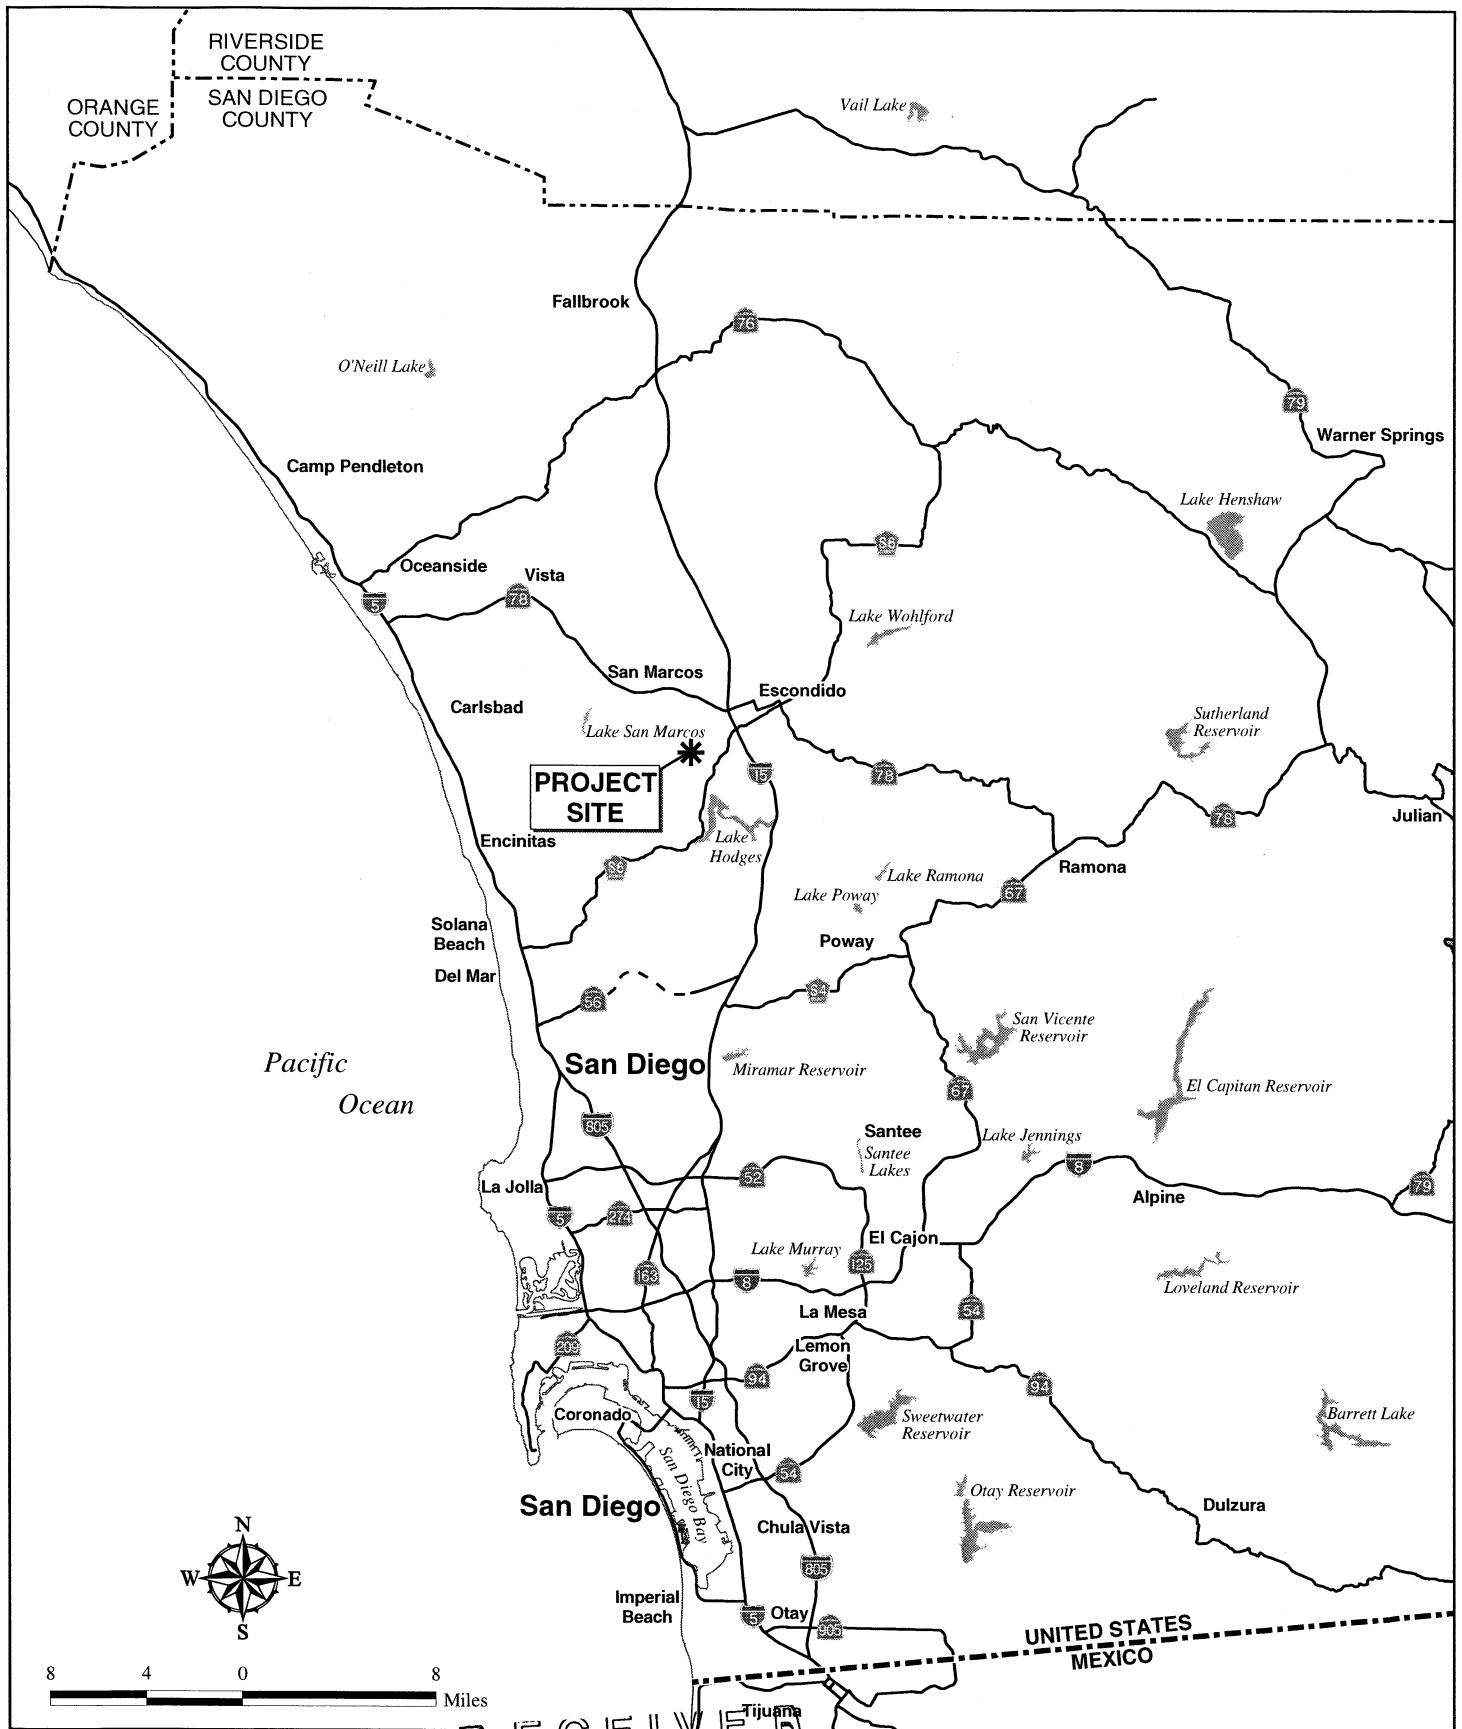 RIVERSIDE
COUNTY
ORANGE
COUNTY
SAN DIEGO
COUNTY
Vail Lake
Fallbrook
76
O'Neill Lake
79
Warner Springs
Camp Pendleton
Lake Henshaw
S6
Oceanside
Vista
5
78
Lake Wohlford
San Marcos
Escondido
Carlsbad
Lake San Marcos
Sutherland
Reservoir
PROJECT
SITE
15
78
78
Julian
Encinitas
Lake
Hodges
S6
Ramona
Lake Ramona
67
Lake Poway
Solana
Beach
Poway
Del Mar
56
S4
San Vicente
Reservoir
Pacific
Ocean
San Diego
Miramar Reservoir
67
El Capitan Reservoir
805
Santee
Santee
Lakes
Lake Jennings
8
52
La Jolla
Alpine
79
5
274
El Cajon
Lake Murray
125
163
8
Loveland Reservoir
La Mesa
54
209
Lemon
Grove
94
94
15
Coronado
Sweetwater
Reservoir
Barrett Lake
National
City
54
San Diego Bay
Otay Reservoir
San Diego
Dulzura
Chula Vista
805
N
W
E
S
Imperial
Beach
5
Otay
905
UNITED STATES
MEXICO
8
4
0
8
Miles
Tijuana
RECEIVED